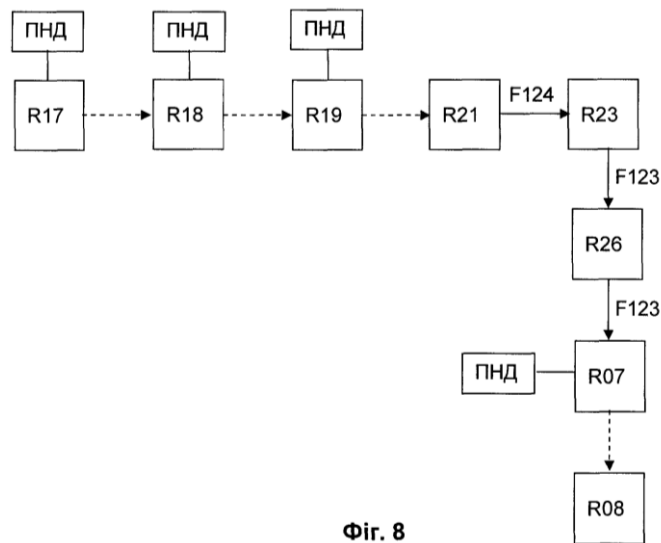 ПНД ПНД ПНД
R17 R18 R19 R21 F124 R23
F123
R26
F123
ПНД R07
R08
Фіг. 8